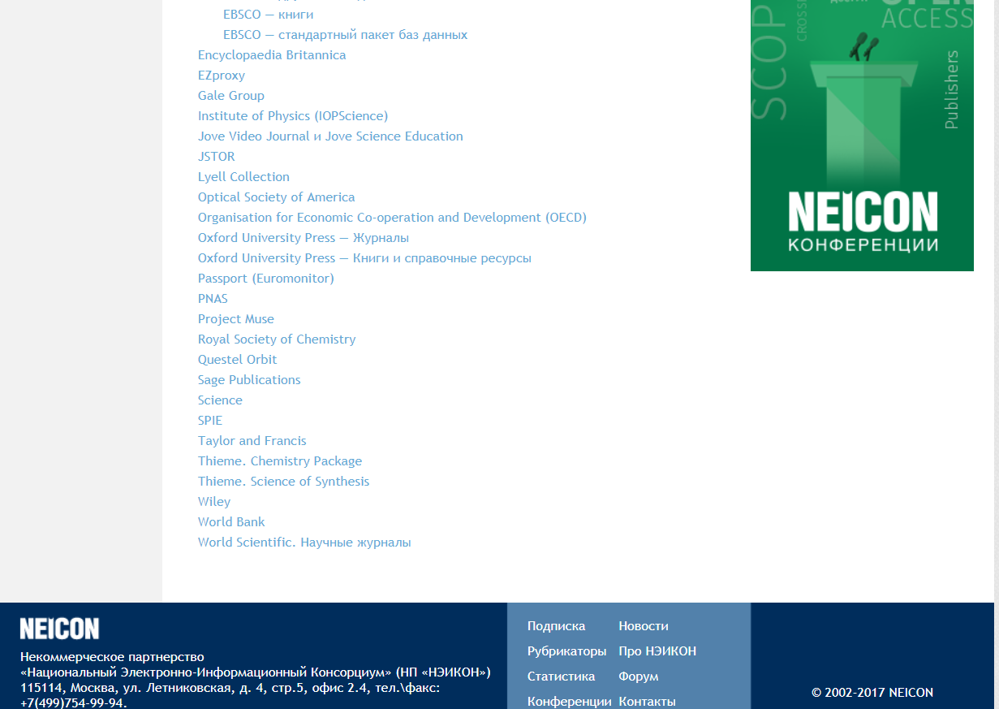 EBSCO — книги
EBSCO — стандартный пакет баз данных
Encyclopaedia Britannica
EZproxy
Gale Group
Institute of Physics (IOPScience)
Jove Video Journal и Jove Science Education
JSTOR
Lyell Collection
Optical Society of America
Organisation for Economic Co-operation and Development (OECD)
Oxford University Press — Журналы
Oxford University Press — Книги и справочные ресурсы
Passport (Euromonitor)
PNAS
Project Muse
Royal Society of Chemistry
Questel Orbit
Sage Publications
Science
SPIE
Taylor and Francis
Thieme. Chemistry Package
Thieme. Science of Synthesis
Wiley
World Bank
World Scientific. Научные журналы
ACCESS
Publishers
NEICON
КОНФЕРЕНЦИИ
NEICON
Некоммерческое партнерство
«Национальный Электронно-Информационный Консорциум» (НП «НЭИКОН»)
115114, Москва, ул. Летниковская, д. 4, стр.5, офис 2.4, тел.\факс:
+7(499)754-99-94.
Подписка Новости
Рубрикаторы Про НЭИКОН
Статистика Форум
Конференции Контакты
© 2002-2017 NEICON